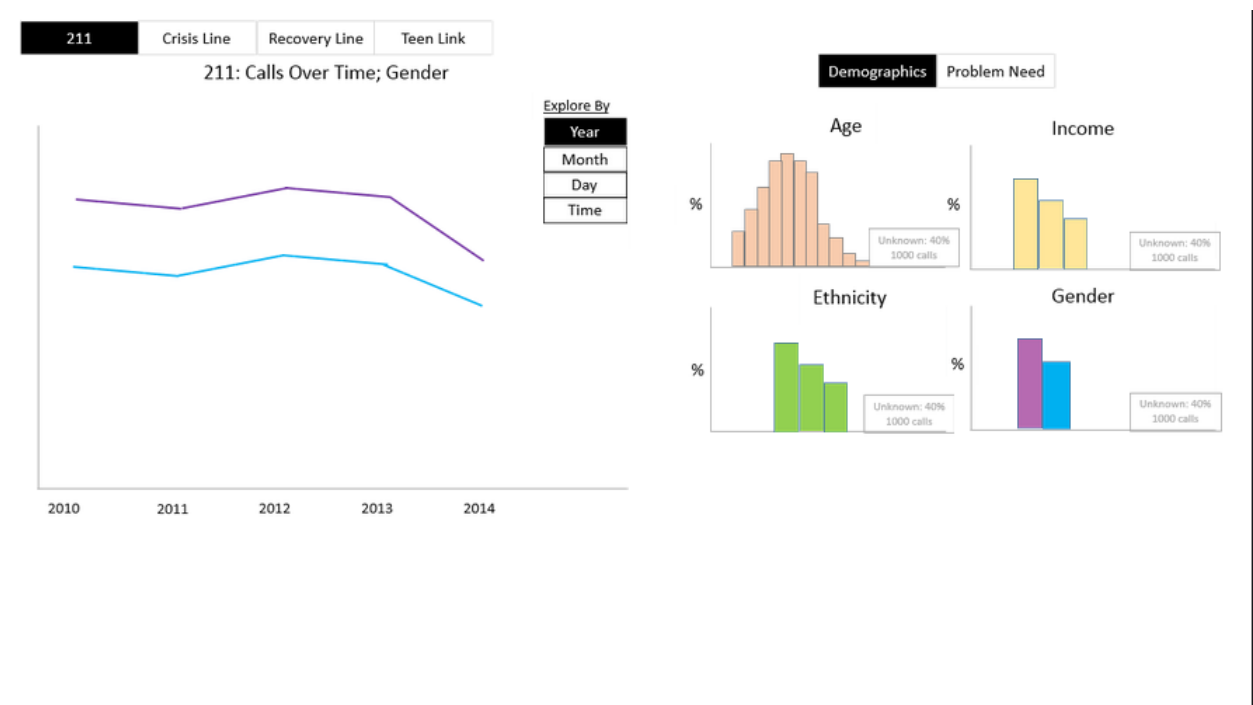 211 Crisis Line Recovery Line Teen Link
211: Calls Over Time; Gender
Explore By
Year
Month
Day
Time
2010 2011 2012 2013 2014
Demographics Problem Need
Age
%
Unknown: 40%
1000 calls
Income
%
Unknown: 40%
1000 calls
Ethnicity
%
Unknown: 40%
1000 calls
Gender
%
Unknown: 40%
1000 calls